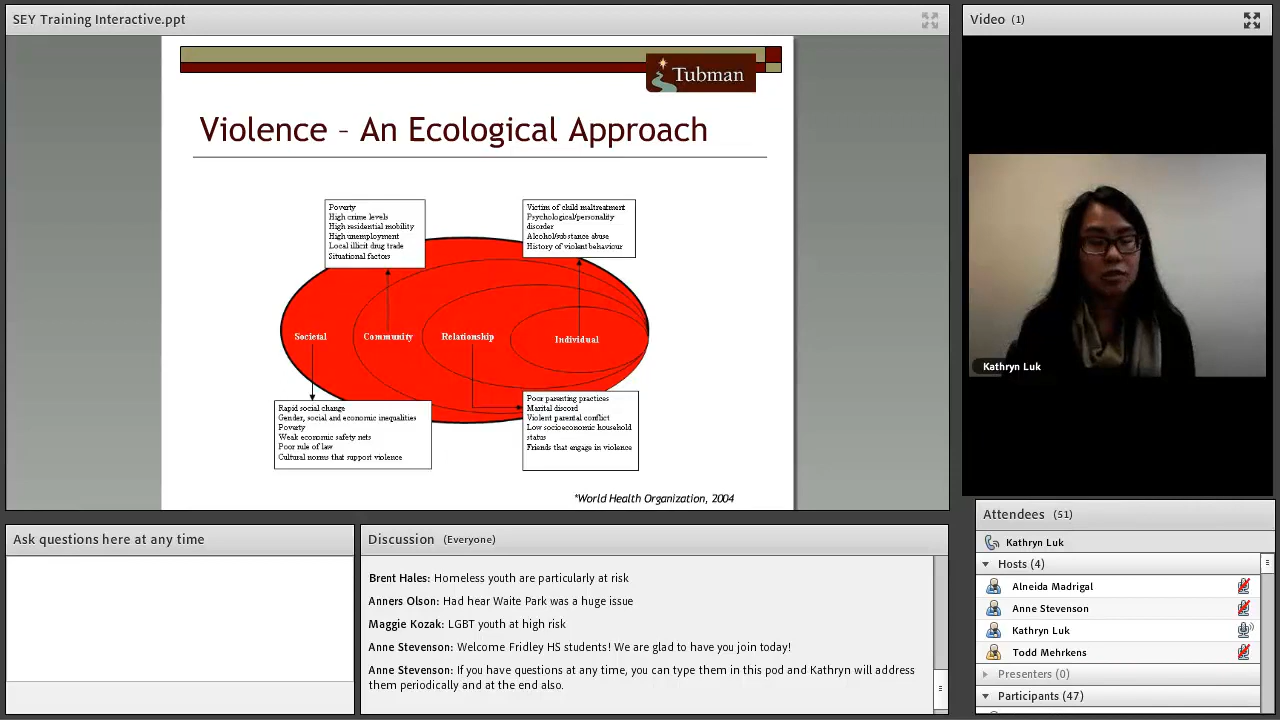 SEY Training Interactive.ppt
Tubman
Violence – An Ecological Approach
Poverty
High crime levels
High residential mobility
High unemployment
Local illicit drug trade
Situational factors
Victim of child maltreatment
Psychological/personality
disorder
Alcohol/substance abuse
History of violent behaviour
Societal
Community
Relationship
Individual
Rapid social change
Gender, social and economic inequalities
Poverty
Weak economic safety nets
Poor rule of law
Cultural norms that support violence
Poor parenting practices
Marital discord
Violent parental conflict
Low socioeconomic household
status
Friends that engage in violence
*World Health Organization, 2004
Video (1)
Kathryn Luk
Attendees (51)
Kathryn Luk
Hosts (4)
Alneida Madrigal
Anne Stevenson
Kathryn Luk
Todd Mehrkens
Presenters (0)
Participants (47)
Ask questions here at any time
Discussion (Everyone)
Brent Hales: Homeless youth are particularly at risk
Anners Olson: Had hear Waite Park was a huge issue
Maggie Kozak: LGBT youth at high risk
Anne Stevenson: Welcome Fridley HS students! We are glad to have you join today!
Anne Stevenson: If you have questions at any time, you can type them in this pod and Kathryn will address
them periodically and at the end also.